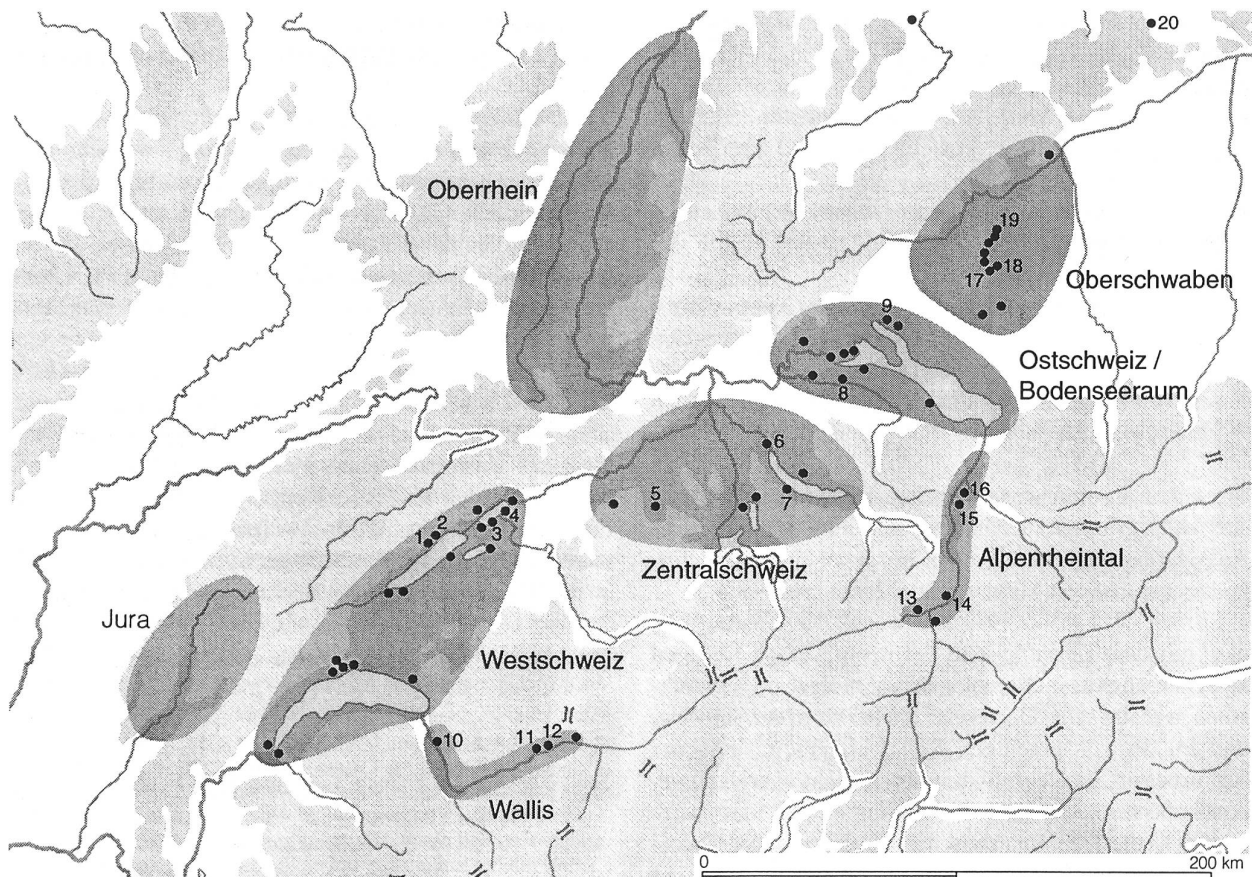 20
Oberrhein
19
18
17
Oberschwaben
9
Ostschweiz /
Bodenseeraum
8
6
5
7
16
15
2
1
4
3
Zentralschweiz
Alpenrheintal
13
14
Jura
Westschweiz
10
11
12
Wallis
0
200 km